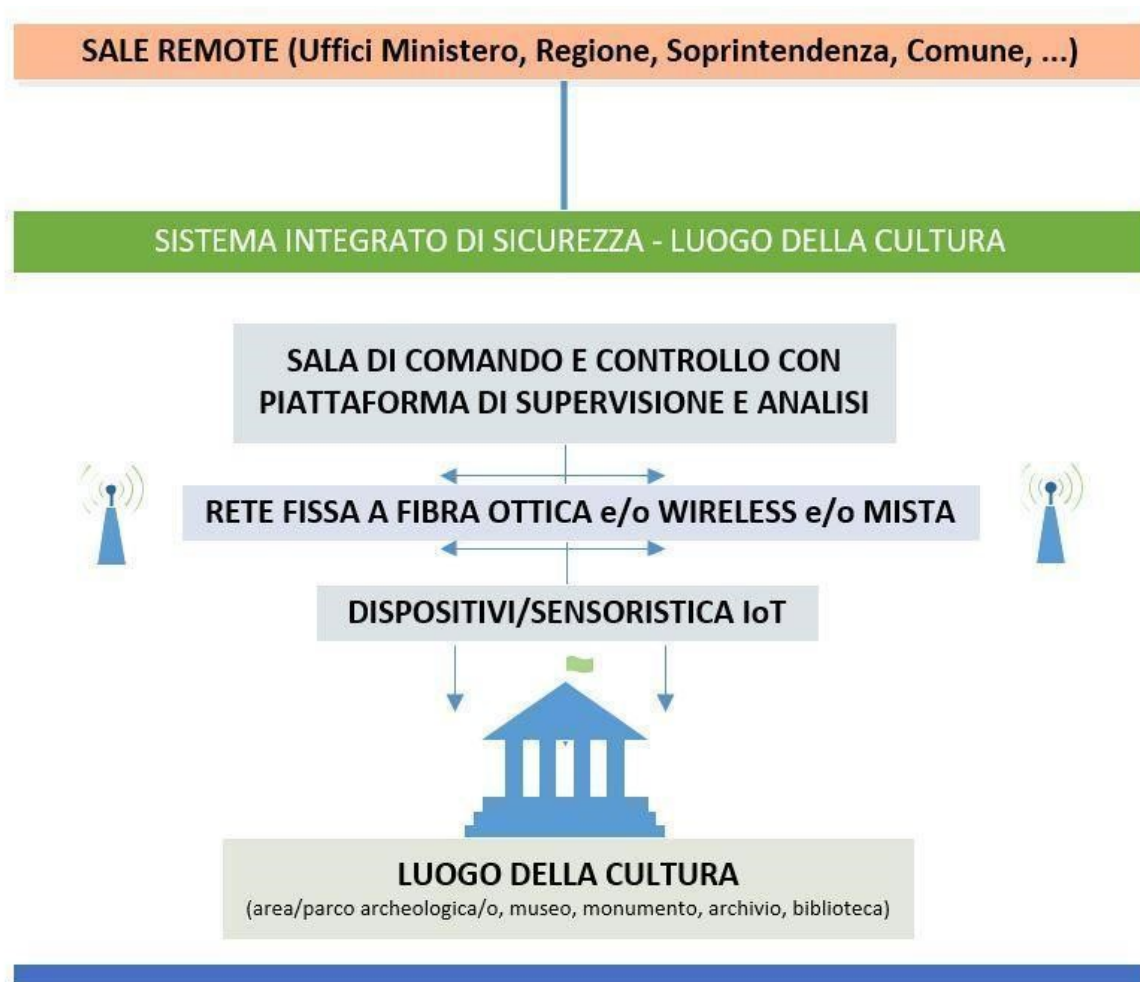 SALE REMOTE (Uffici Ministero, Regione, Soprintendenza, Comune, ...)
SISTEMA INTEGRATO DI SICUREZZA - LUOGO DELLA CULTURA
SALA DI COMANDO E CONTROLLO CON
PIATTAFORMA DI SUPERVISIONE E ANALISI
RETE FISSA A FIBRA OTTICA e/o WIRELESS e/o MISTA
DISPOSITIVI/SENSORISTICA IoT
LUOGO DELLA CULTURA
(area/parco archeologica/o, museo, monumento, archivio, biblioteca)